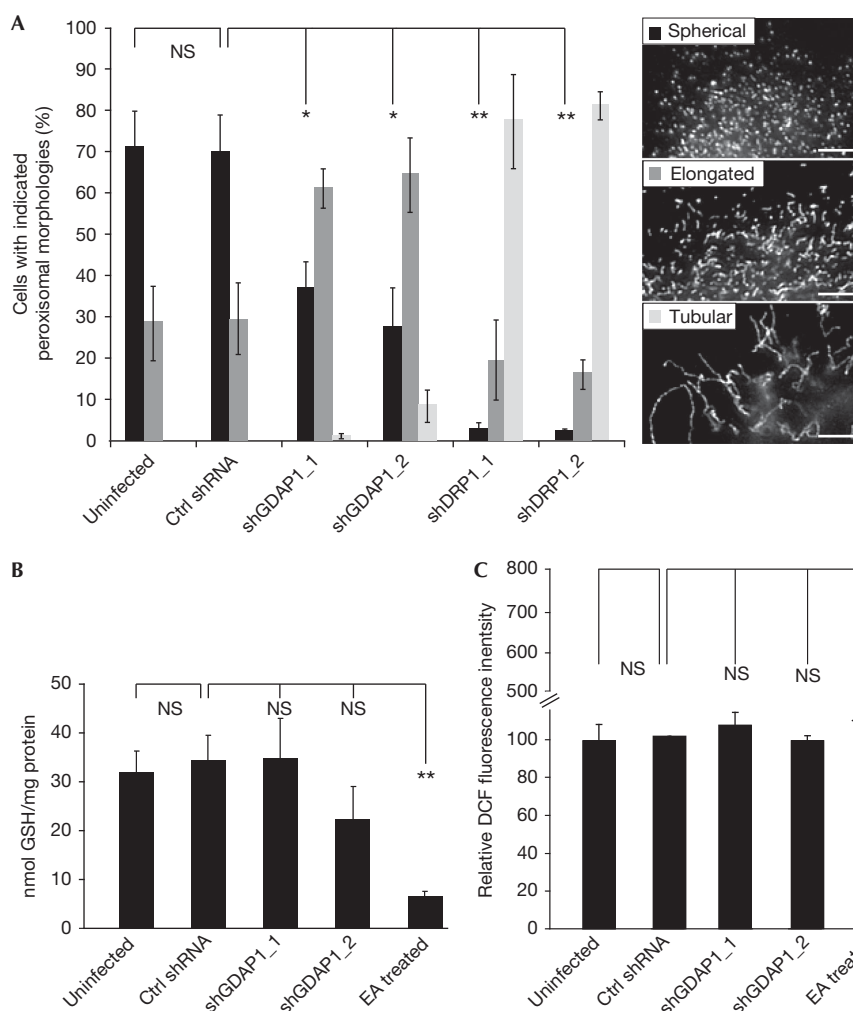 A
100
90
80
70
60
50
40
30
20
10
0
Cells with indicated
peroxisomal morphologies (%)
NS
*
*
**
**
Uninfected
Ctrl shRNA
shGDAP1_1
shGDAP1_2
shDRP1_1
shDRP1_2
Spherical
Elongated
Tubular
B
50
40
30
20
10
0
nmol GSH/mg protein
NS
NS
NS
**
Uninfected
Ctrl shRNA
shGDAP1_1
shGDAP1_2
EA treated
C
800
700
600
500
100
80
60
40
20
0
Relative DCF fluorescence inentsity
NS
NS
NS
Uninfected
Ctrl shRNA
shGDAP1_1
shGDAP1_2
EA trea